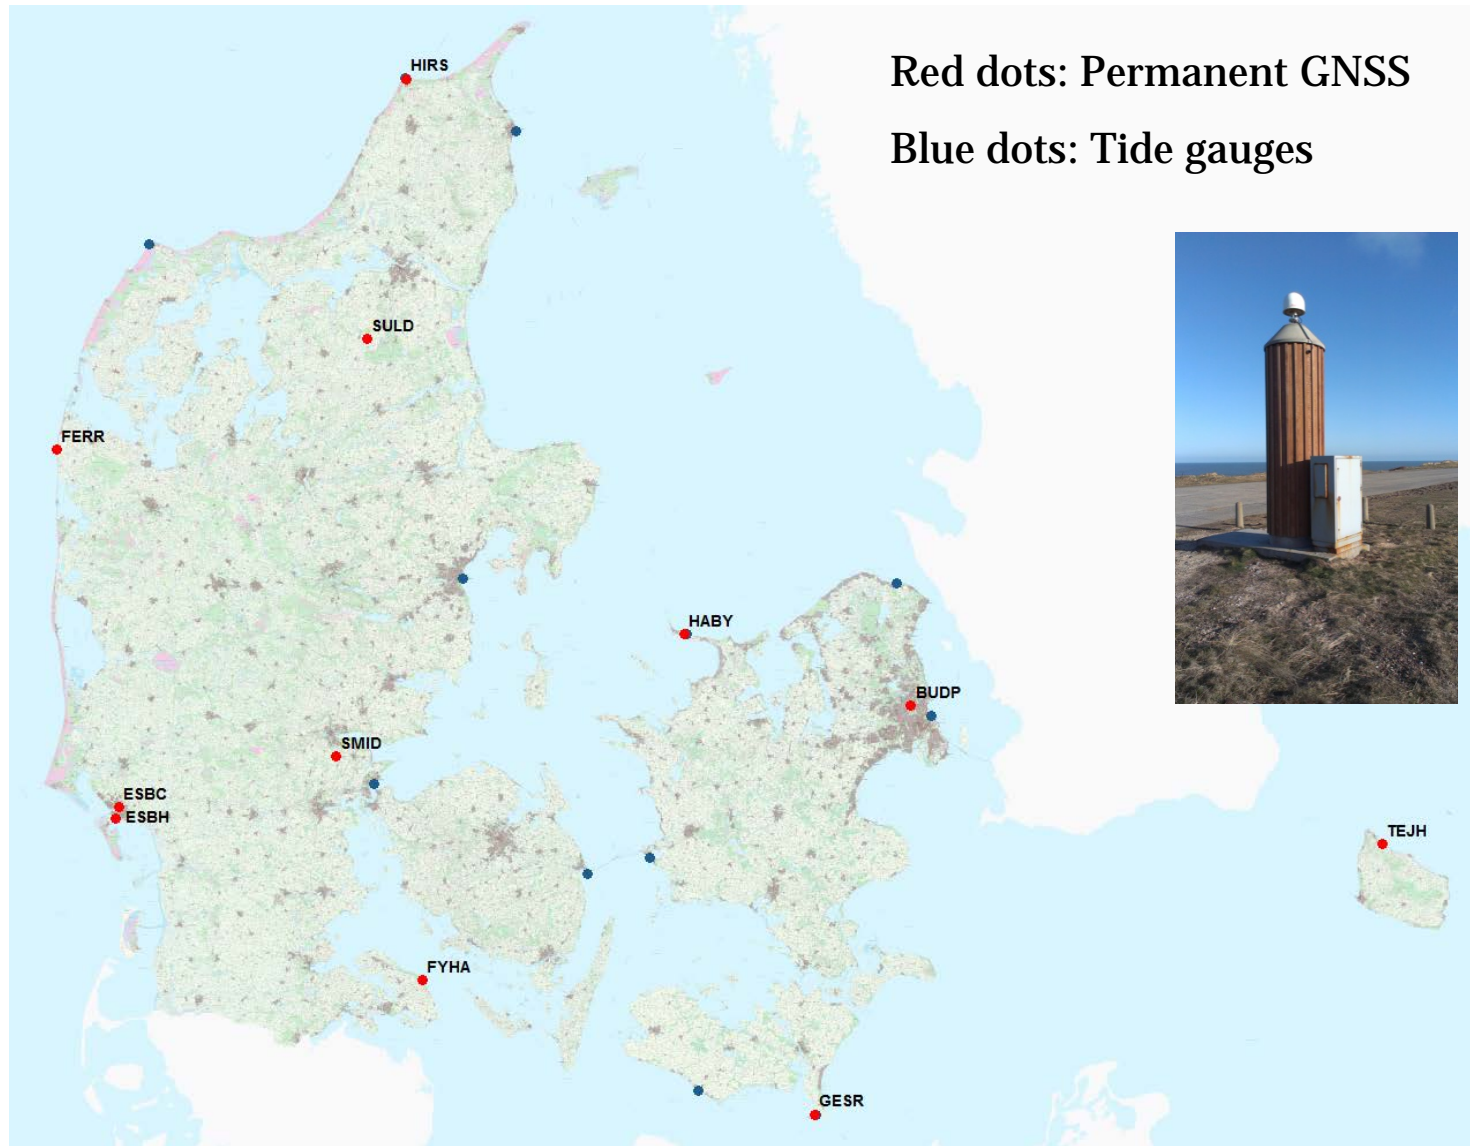 Red dots: Permanent GNSS
Blue dots: Tide gauges
HIRS
SULD
FERR
HABY
BUDP
SMID
ESBC
ESBH
TEJH
FYHA
GESR